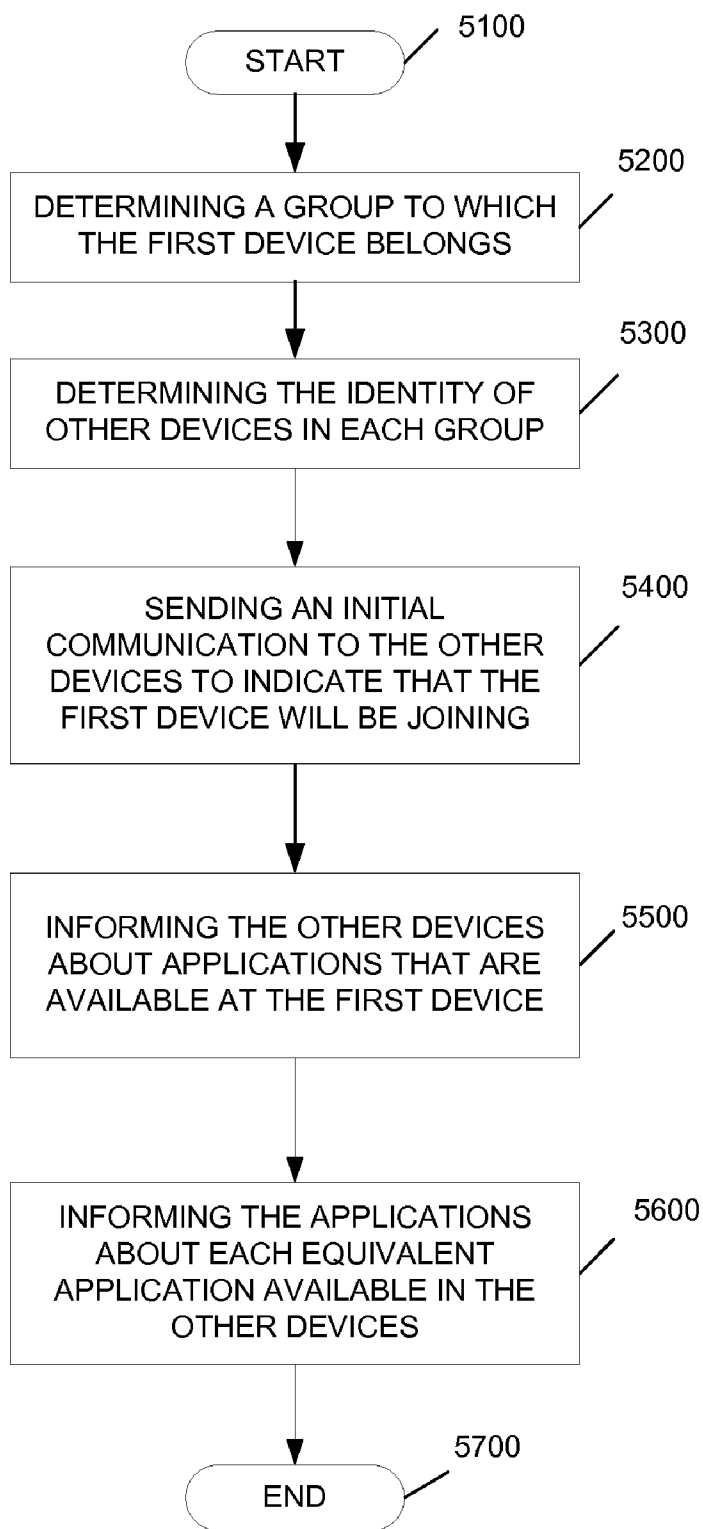 START
5100
DETERMINING A GROUP TO WHICH
THE FIRST DEVICE BELONGS
5200
DETERMINING THE IDENTITY OF
OTHER DEVICES IN EACH GROUP
5300
SENDING AN INITIAL
COMMUNICATION TO THE OTHER
DEVICES TO INDICATE THAT THE
FIRST DEVICE WILL BE JOINING
5400
INFORMING THE OTHER DEVICES
ABOUT APPLICATIONS THAT ARE
AVAILABLE AT THE FIRST DEVICE
5500
INFORMING THE APPLICATIONS
ABOUT EACH EQUIVALENT
APPLICATION AVAILABLE IN THE
OTHER DEVICES
5600
END
5700